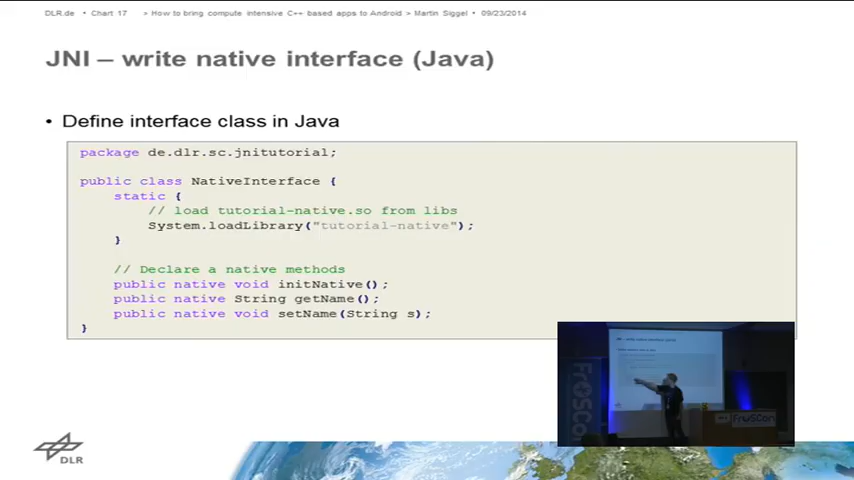 DLR.de • Chart 17 > How to bring compute intensive C++ based apps to Android > Martin Siggel > 09/23/2014
JNI – write native interface (Java)
• Define interface class in Java
package de.dlr.sc.jnitutorial;
public class NativeInterface {
static {
// load tutorial-native.so from libs
System.loadLibrary("tutorial-native");
}
// Declare a native methods
public native void initNative();
public native String getName();
public native void setName(String s);
}
FrOSCon
FrOSCon
DLR